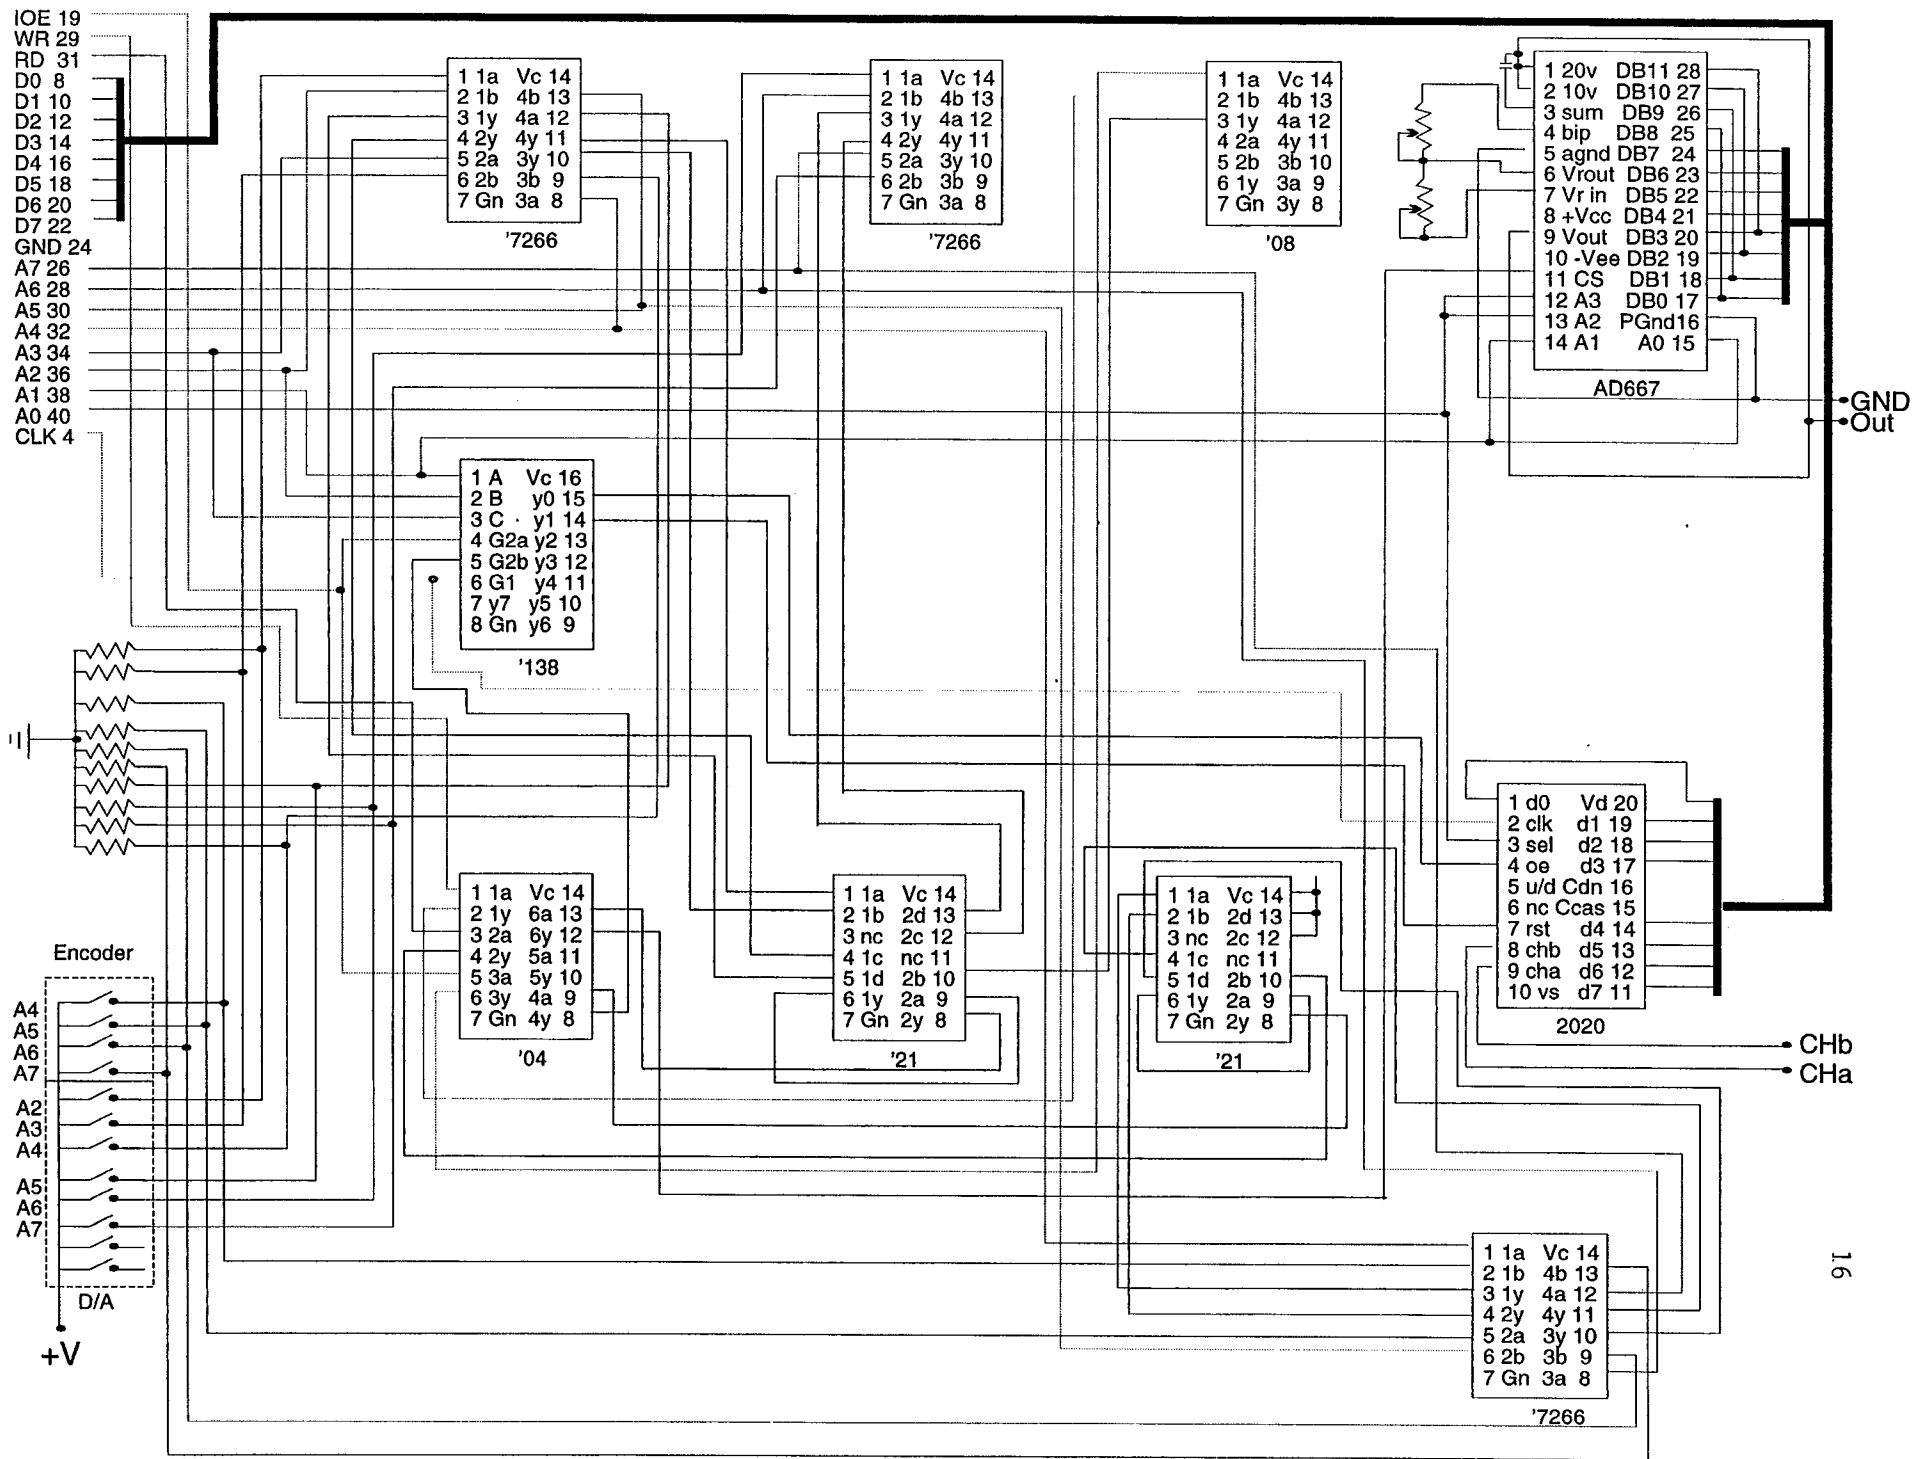 IOE 19
WR 29
RD 31
D0 8
D1 10
D2 12
D3 14
D4 16
D5 18
D6 20
D7 22
GND 24
A7 26
A6 28
A5 30
A4 32
A3 34
A2 36
A1 38
A0 40
CLK 4
1 1a Vc 14
2 1b 4b 13
3 1y 4a 12
4 2y 4y 11
5 2a 3y 10
6 2b 3b 9
7 Gn 3a 8
'7266
1 1a Vc 14
2 1b 4b 13
3 1y 4a 12
4 2y 4y 11
5 2a 3y 10
6 2b 3b 9
7 Gn 3a 8
'7266
1 1a Vc 14
2 1b 4b 13
3 1y 4a 12
4 2a 4y 11
5 2b 3b 10
6 1y 3a 9
7 Gn 3y 8
'08
1 20v DB11 28
2 10v DB10 27
3 sum DB9 26
4 bip DB8 25
5 agnd DB7 24
6 Vrout DB6 23
7 Vr in DB5 22
8 +Vcc DB4 21
9 Vout DB3 20
10 -Vee DB2 19
11 CS DB1 18
12 A3 DB0 17
13 A2 PGnd16
14 A1 A0 15
AD667
GND
Out
1 A Vc 16
2 B y0 15
3 C y1 14
4 G2a y2 13
5 G2b y3 12
6 G1 y4 11
7 y7 y5 10
8 Gn y6 9
'138
1 1a Vc 14
2 1y 6a 13
3 2a 6y 12
4 2y 5a 11
5 3a 5y 10
6 3y 4a 9
7 Gn 4y 8
'04
1 1a Vc 14
2 1b 2d 13
3 nc 2c 12
4 1c nc 11
5 1d 2b 10
6 1y 2a 9
7 Gn 2y 8
'21
1 1a Vc 14
2 1b 2d 13
3 nc 2c 12
4 1c nc 11
5 1d 2b 10
6 1y 2a 9
7 Gn 2y 8
'21
1 d0 Vd 20
2 clk d1 19
3 sel d2 18
4 oe d3 17
5 u/d Cdn 16
6 nc Ccas 15
7 rst d4 14
8 chb d5 13
9 cha d6 12
10 vs d7 11
2020
CHb
CHa
Encoder
A4
A5
A6
A7
A2
A3
A4
A5
A6
A7
D/A
+V
1 1a Vc 14
2 1b 4b 13
3 1y 4a 12
4 2y 4y 11
5 2a 3y 10
6 2b 3b 9
7 Gn 3a 8
'7266
16